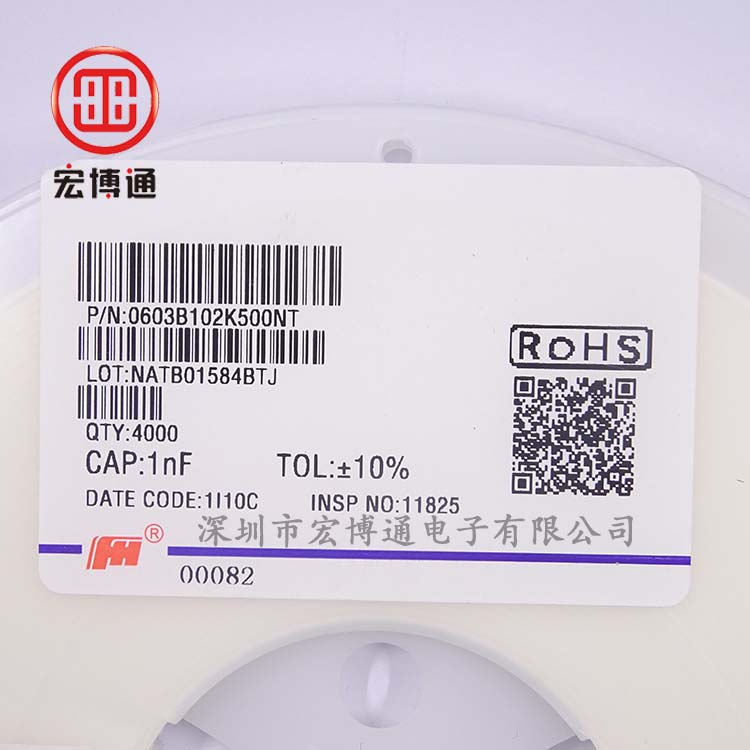 宏博通
P/N:0603B102K500NT
RoHS
LOT:NATB01584BTJ
QTY:4000
CAP:1nF TOL:±10%
DATE CODE:1I10C INSP NO:11825
深圳市宏博通电子有限公司
®
00082